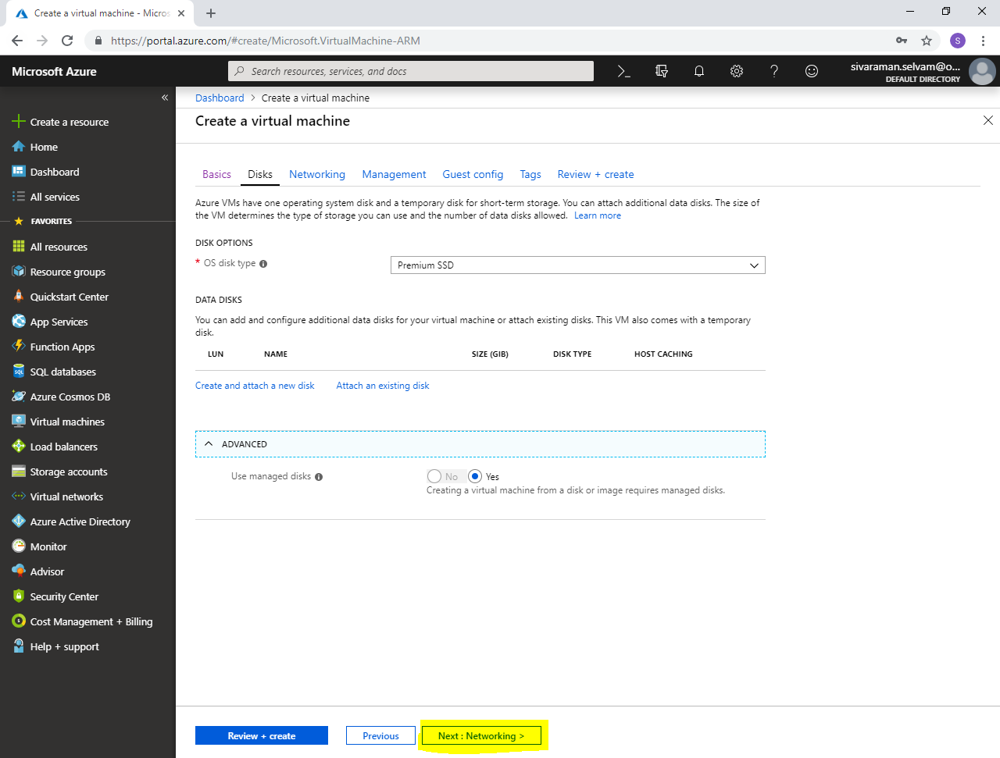 Create a virtual machine - Micros
https://portal.azure.com/#create/Microsoft.VirtualMachine-ARM
S
Microsoft Azure
Search resources, services, and docs
sivaraman.selvam@o...
DEFAULT DIRECTORY
Dashboard > Create a virtual machine
Create a virtual machine
Create a resource
Home
Dashboard
All services
FAVORITES
All resources
Resource groups
Quickstart Center
App Services
Function Apps
SQL databases
Azure Cosmos DB
Virtual machines
Load balancers
Storage accounts
Virtual networks
Azure Active Directory
Monitor
Advisor
Security Center
Cost Management + Billing
Help + support
Basics Disks Networking Management Guest config Tags Review + create
Azure VMs have one operating system disk and a temporary disk for short-term storage. You can attach additional data disks. The size of
the VM determines the type of storage you can use and the number of data disks allowed. Learn more
DISK OPTIONS
* OS disk type Premium SSD
DATA DISKS
You can add and configure additional data disks for your virtual machine or attach existing disks. This VM also comes with a temporary
disk.
LUN NAME SIZE (GIB) DISK TYPE HOST CACHING
Create and attach a new disk Attach an existing disk
ADVANCED
Use managed disks No Yes
Creating a virtual machine from a disk or image requires managed disks.
Review + create Previous Next : Networking >